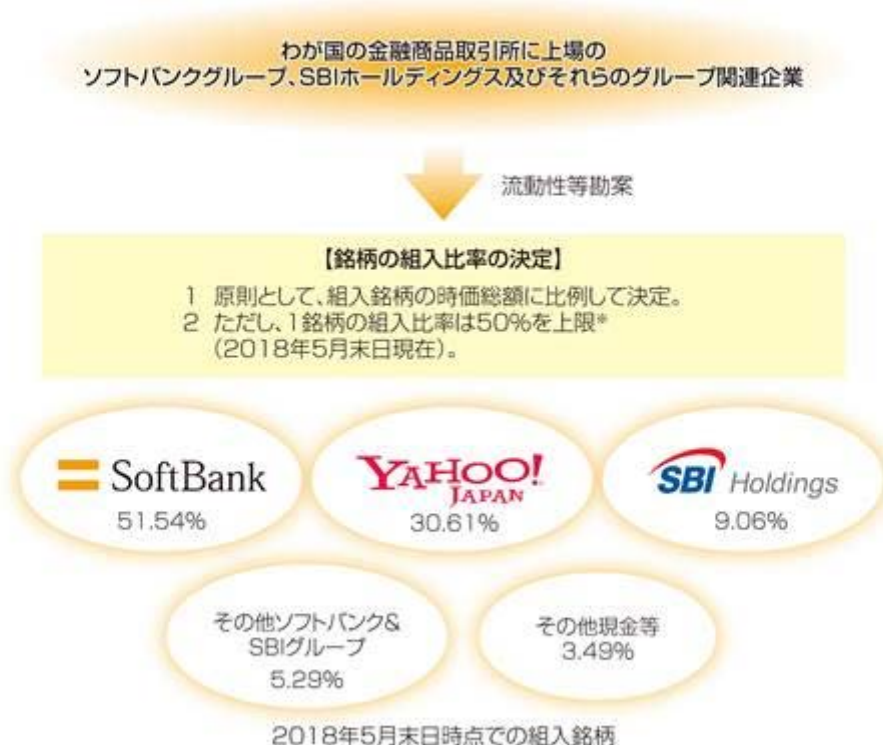 わが国の金融商品取引所に上場の
ソフトバンクグループ、SBIホールディングス及びそれらのグループ関連企業
流動性等勘案
【銘柄の組入比率の決定】
1 原則として、組入銘柄の時価総額に比例して決定。
2 ただし、1銘柄の組入比率は50%を上限*
(2018年5月末日現在)。
SoftBank
51.54%
YAHOO!
JAPAN
30.61%
SBI Holdings
9.06%
その他ソフトバンク&
SBIグループ
5.29%
その他現金等
3.49%
2018年5月末日時点での組入銘柄